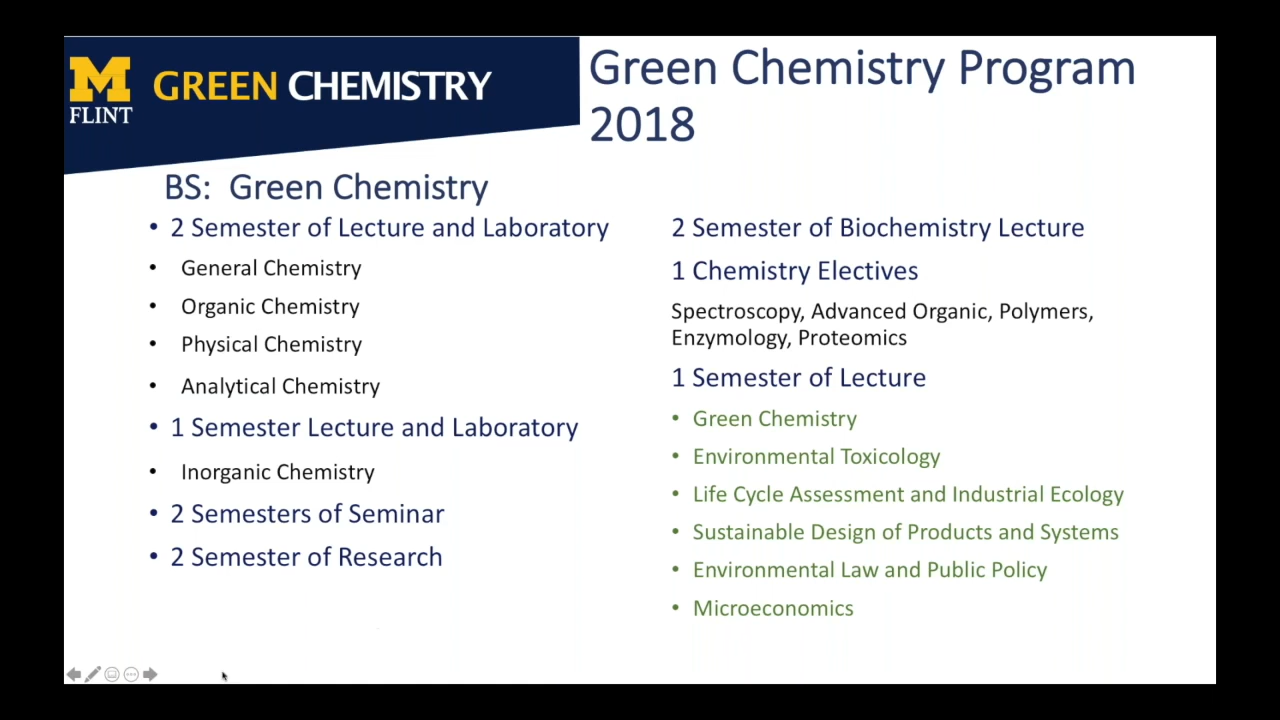 M
FLINT
GREEN CHEMISTRY
Green Chemistry Program
2018
BS: Green Chemistry
• 2 Semester of Lecture and Laboratory
• General Chemistry
• Organic Chemistry
• Physical Chemistry
• Analytical Chemistry
• 1 Semester Lecture and Laboratory
• Inorganic Chemistry
• 2 Semesters of Seminar
• 2 Semester of Research
2 Semester of Biochemistry Lecture
1 Chemistry Electives
Spectroscopy, Advanced Organic, Polymers,
Enzymology, Proteomics
1 Semester of Lecture
• Green Chemistry
• Environmental Toxicology
• Life Cycle Assessment and Industrial Ecology
• Sustainable Design of Products and Systems
• Environmental Law and Public Policy
• Microeconomics